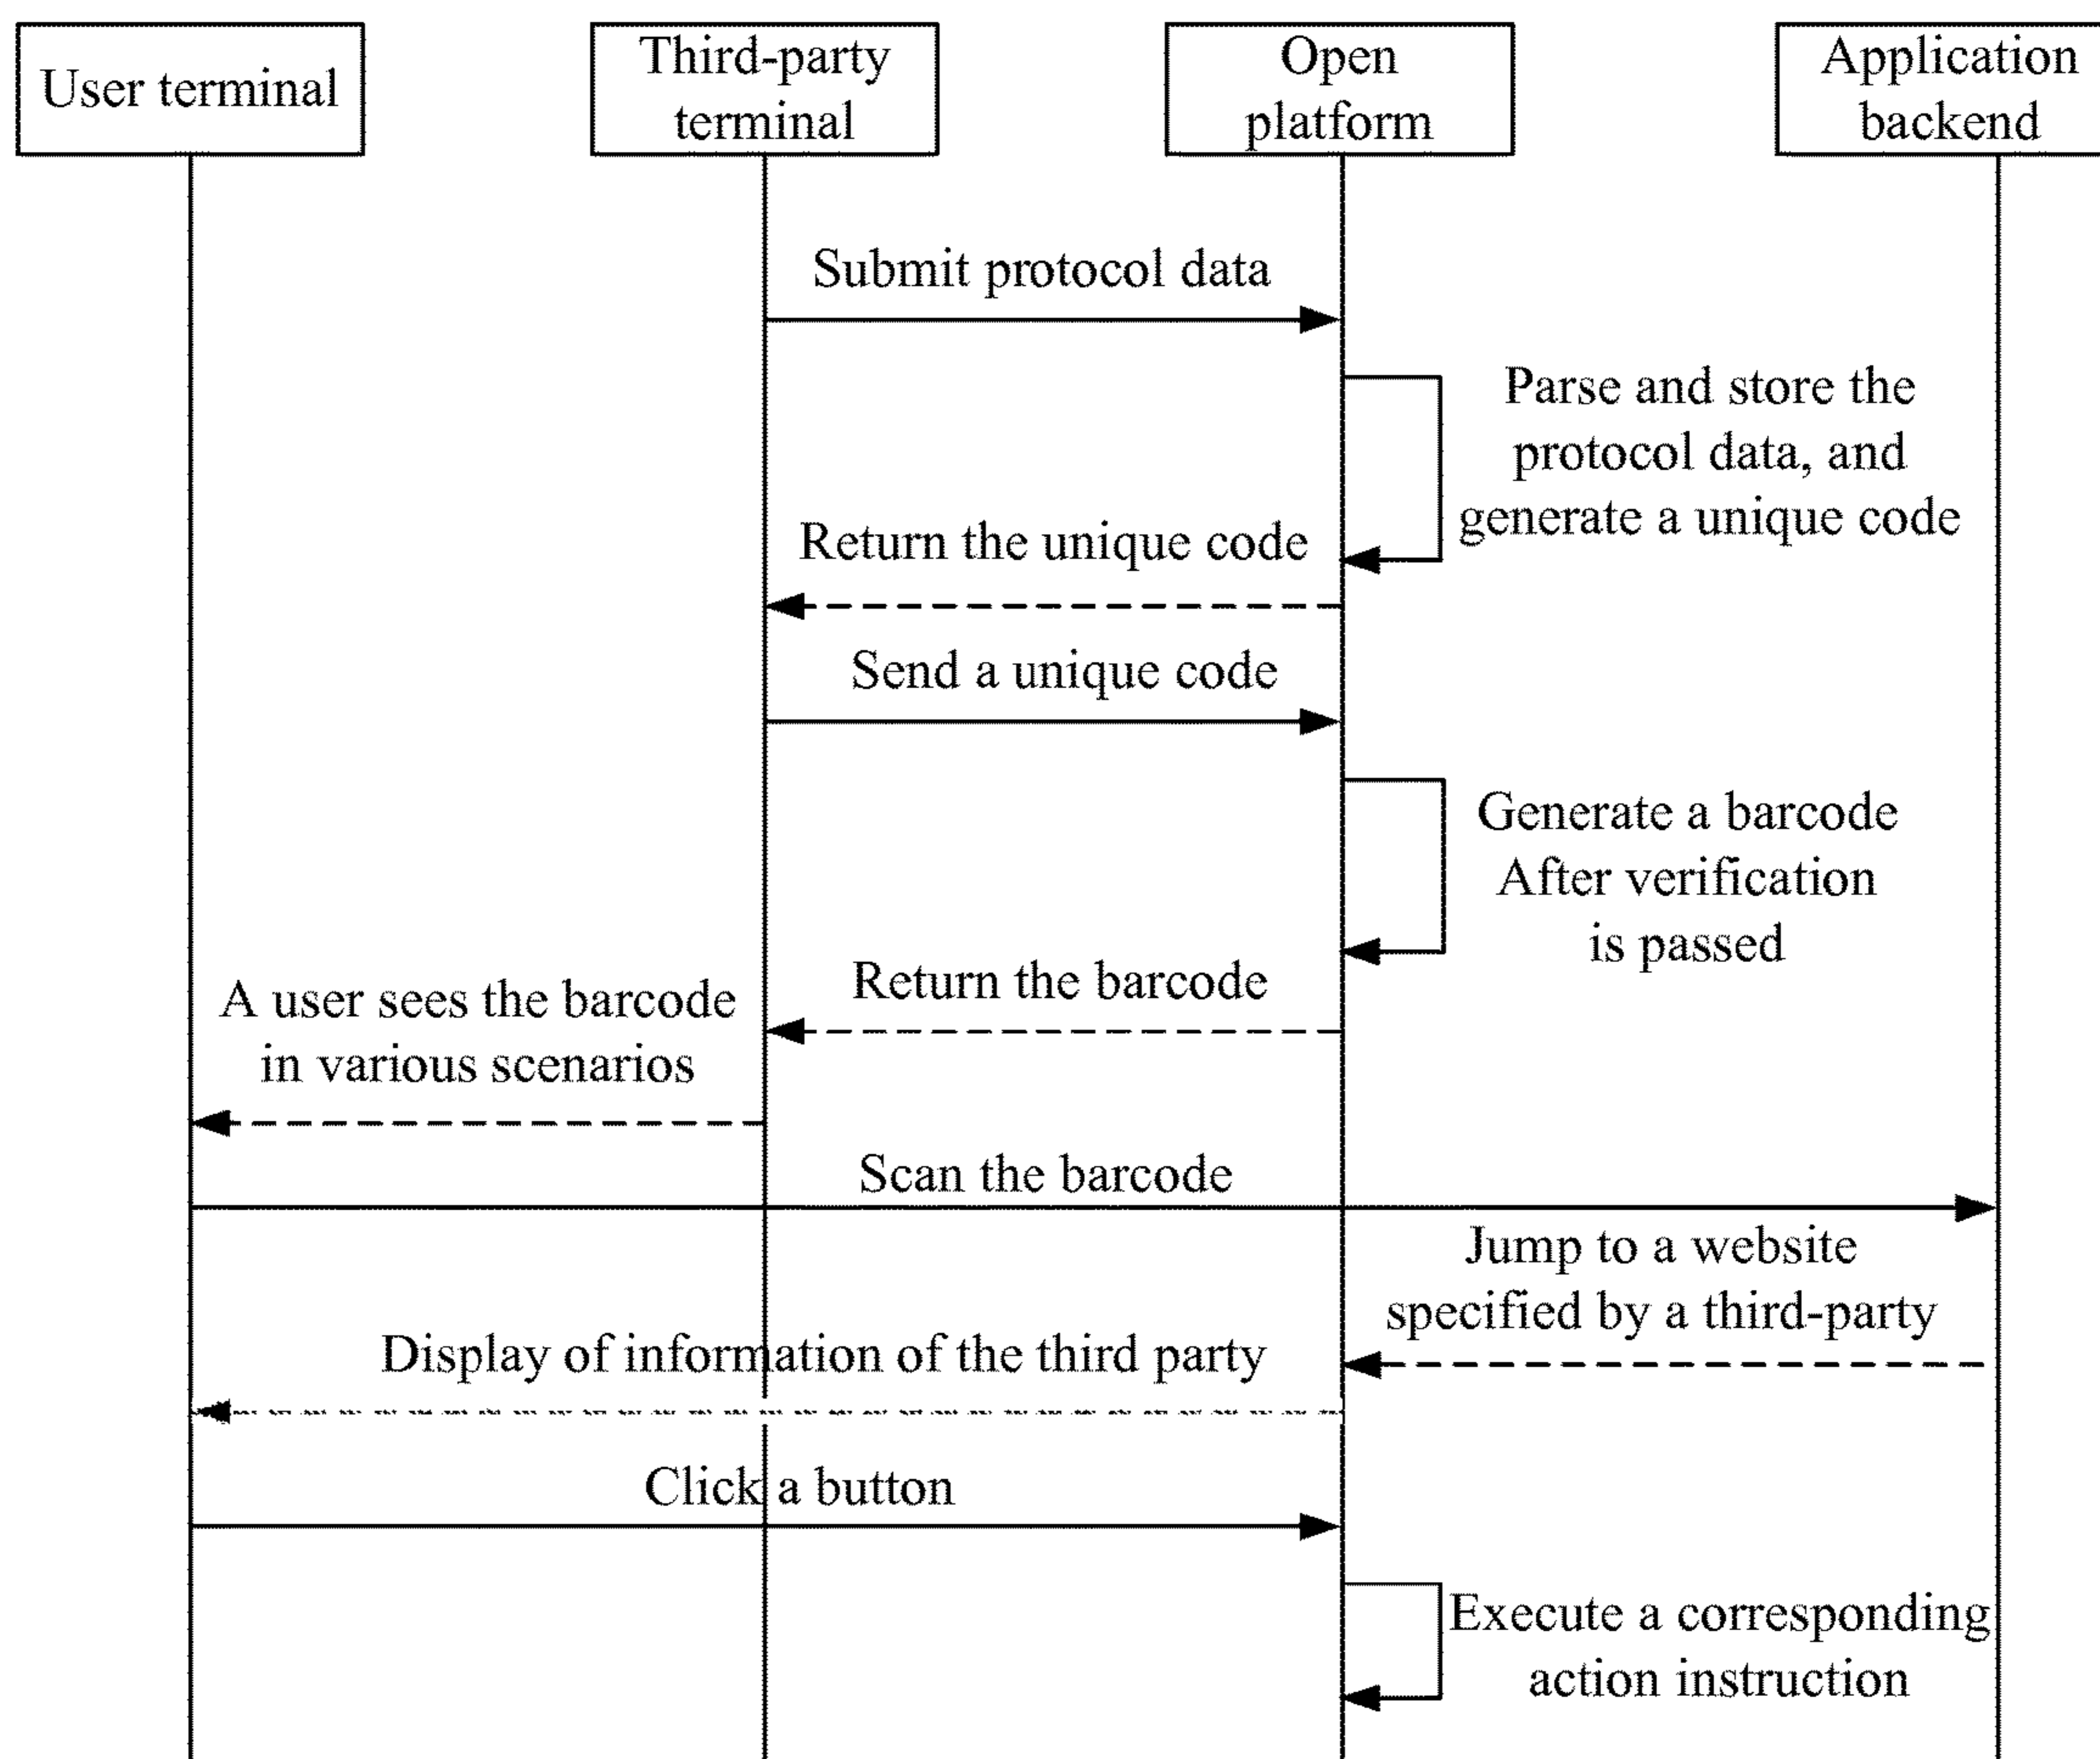 User terminal
Third-party
terminal
Open
platform
Application
backend
Submit protocol data
Parse and store the
protocol data, and
generate a unique code
Return the unique code
Send a unique code
Generate a barcode
After verification
is passed
Return the barcode
A user sees the barcode
in various scenarios
Scan the barcode
Jump to a website
specified by a third-party
Display of information of the third party
Click a button
Execute a corresponding
action instruction